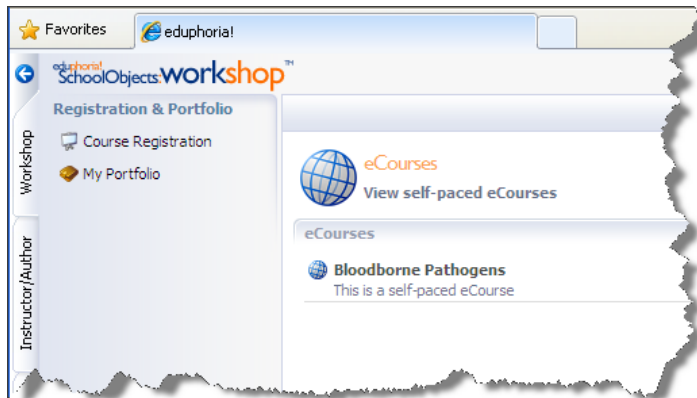 Favorites
eduphoria!
eduphoria!
SchoolObjects:workshop™
Registration & Portfolio
Course Registration
My Portfolio
Workshop
Instructor/Author
eCourses
View self-paced eCourses
eCourses
Bloodborne Pathogens
This is a self-paced eCourse